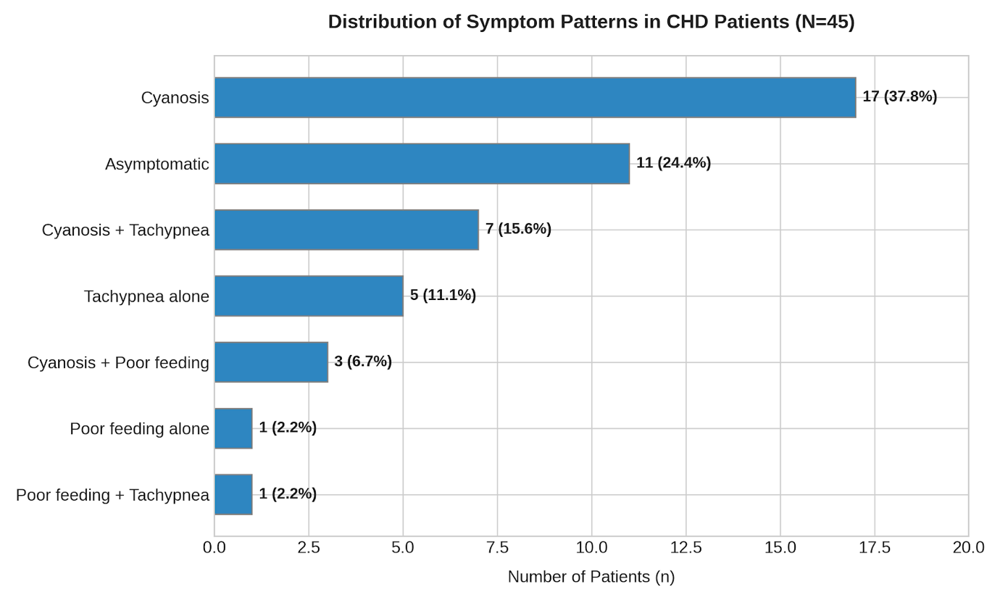 Distribution of Symptom Patterns in CHD Patients (N=45)
Cyanosis 17 (37.8%)
Asymptomatic 11 (24.4%)
Cyanosis + Tachypnea 7 (15.6%)
Tachypnea alone 5 (11.1%)
Cyanosis + Poor feeding 3 (6.7%)
Poor feeding alone 1 (2.2%)
Poor feeding + Tachypnea 1 (2.2%)
0.0 2.5 5.0 7.5 10.0 12.5 15.0 17.5 20.0
Number of Patients (n)